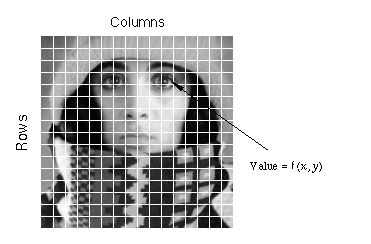 Columns
Rows
Value = f(x, y)